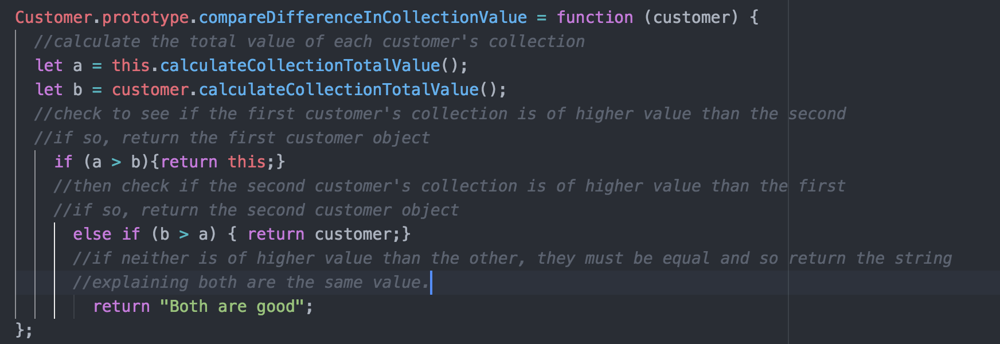 Customer.prototype.compareDifferenceInCollectionValue = function (customer) {
  //calculate the total value of each customer's collection
  let a = this.calculateCollectionTotalValue();
  let b = customer.calculateCollectionTotalValue();
  //check to see if the first customer's collection is of higher value than the second
  //if so, return the first customer object
    if (a > b){return this;}
    //then check if the second customer's collection is of higher value than the first
    //if so, return the second customer object
      else if (b > a) { return customer;}
      //if neither is of higher value than the other, they must be equal and so return the string
      //explaining both are the same value.
        return "Both are good";
};